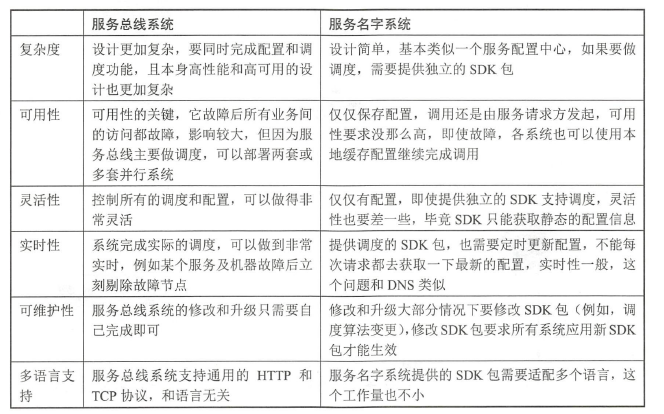 服务总线系统 服务名字系统
复杂度 设计更加复杂，要同时完成配置和调 设计简单，基本类似一个服务配置中心，如果要做
度功能，且本身高性能和高可用的设 调度，需要提供独立的 SDK 包
计也更加复杂
可用性 可用性的关键，它故障后所有业务间 仅仅保存配置，调用还是由服务请求方发起，可用
的访问都故障，影响较大，但因为服 性要求没那么高，即使故障，各系统也可以使用本
务总线主要做调度，可以部署两套或 地缓存配置继续完成调用
多套并行系统
灵活性 控制所有的调度和配置，可以做得非 仅仅有配置，即使提供独立的 SDK 支持调度，灵活
常灵活 性也要差一些，毕竟 SDK 只能获取静态的配置信息
实时性 系统完成实际的调度，可以做到非常 提供调度的 SDK 包，也需要定时更新配置，不能每
实时，例如某个服务及机器故障后立 次请求都去获取一下最新的配置，实时性一般，这
刻剔除故障节点 个问题和 DNS 类似
可维护性 服务总线系统的修改和升级只需要自 修改和升级大部分情况下要修改 SDK 包（例如，调
己完成即可 度算法变更），修改 SDK 包要求所有系统应用新 SDK
包才能生效
多语言支 服务总线系统支持通用的 HTTP 和 服务名字系统提供的 SDK 包需要适配多个语言，这
持 TCP 协议，和语言无关 个工作量也不小